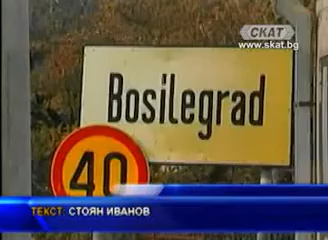 СКАТ
www.skat.bg
Bosilegrad
40
ТЕКСТ: СТОЯН ИВАНОВ